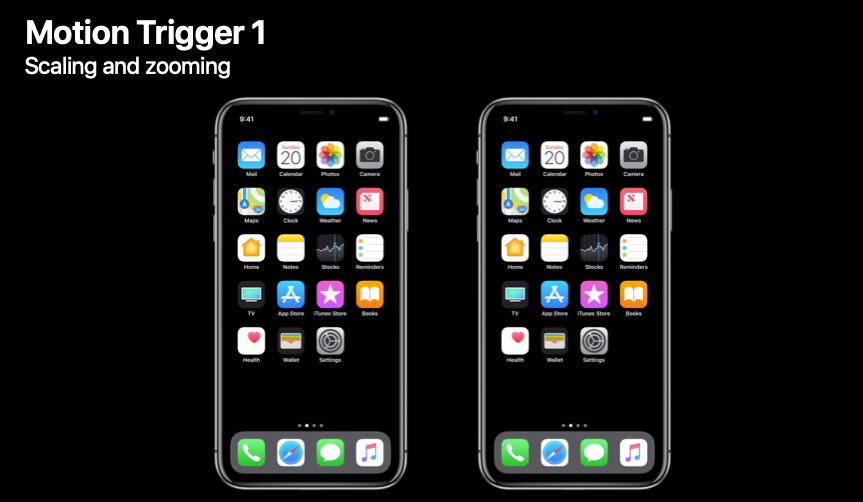 Motion Trigger 1
Scaling and zooming
9:41
Sunday
20
Mail Calendar Photos Camera
Maps Clock Weather News
Home Notes Stocks Reminders
TV App Store iTunes Store Books
Health Wallet Settings
9:41
Sunday
20
Mail Calendar Photos Camera
Maps Clock Weather News
Home Notes Stocks Reminders
TV App Store iTunes Store Books
Health Wallet Settings